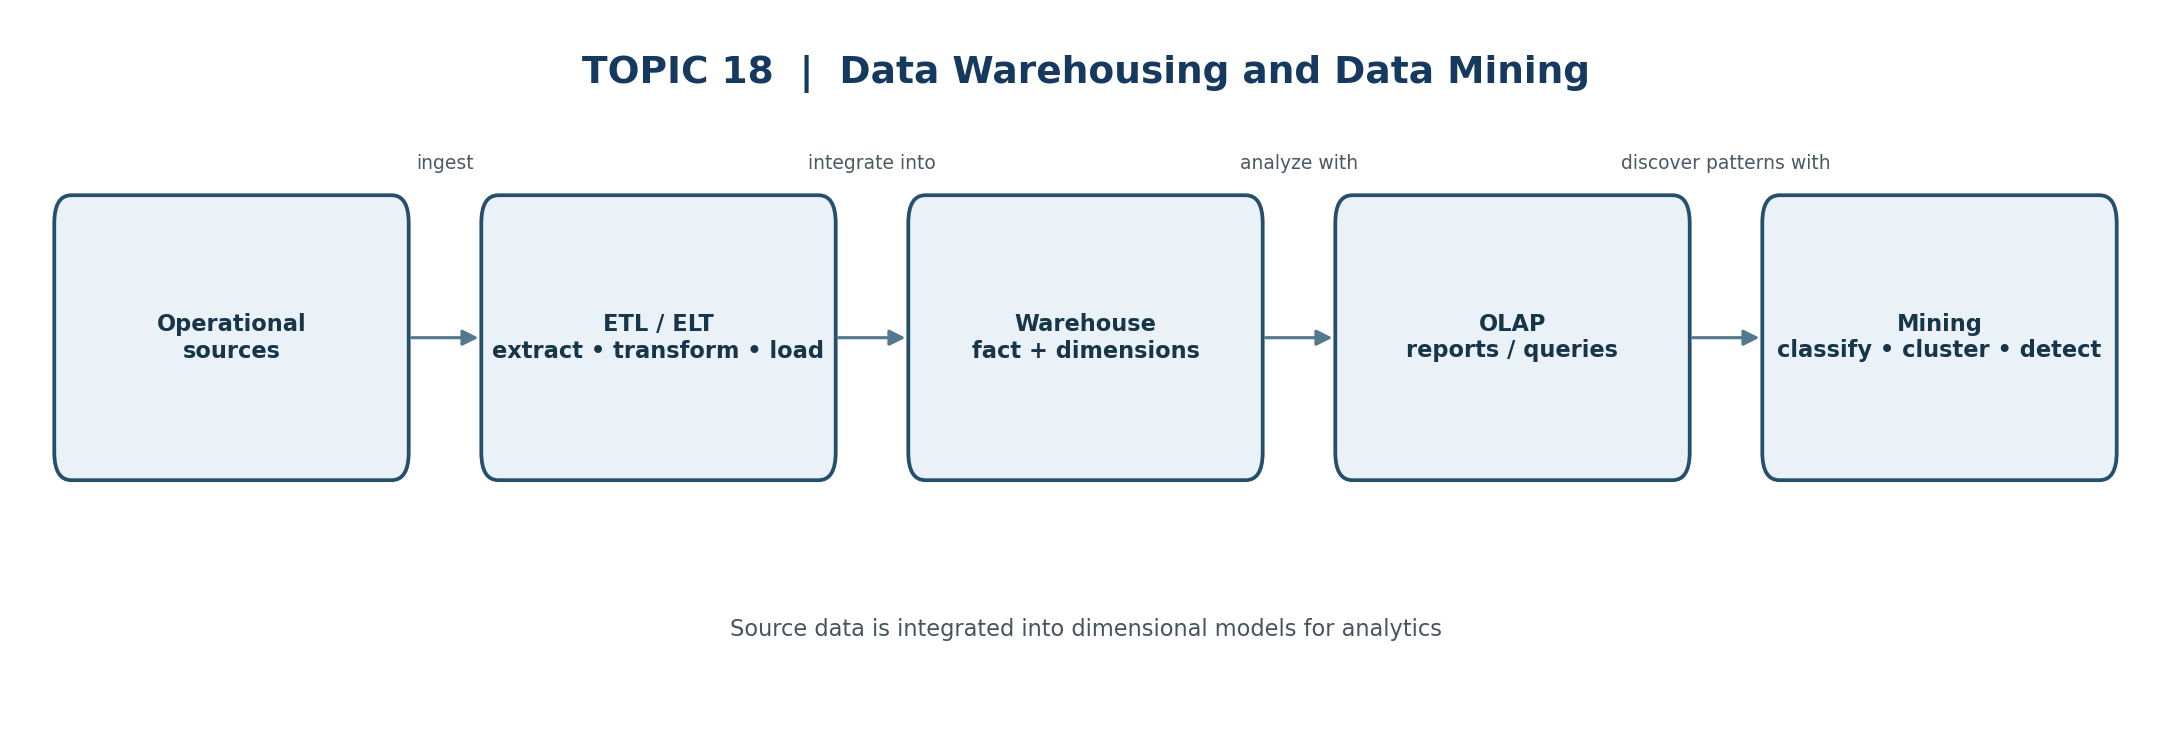 TOPIC 18 | Data Warehousing and Data Mining
ingest
integrate into
analyze with
discover patterns with
Operational
sources
ETL / ELT
extract • transform • load
Warehouse
fact + dimensions
OLAP
reports / queries
Mining
classify • cluster • detect
Source data is integrated into dimensional models for analytics